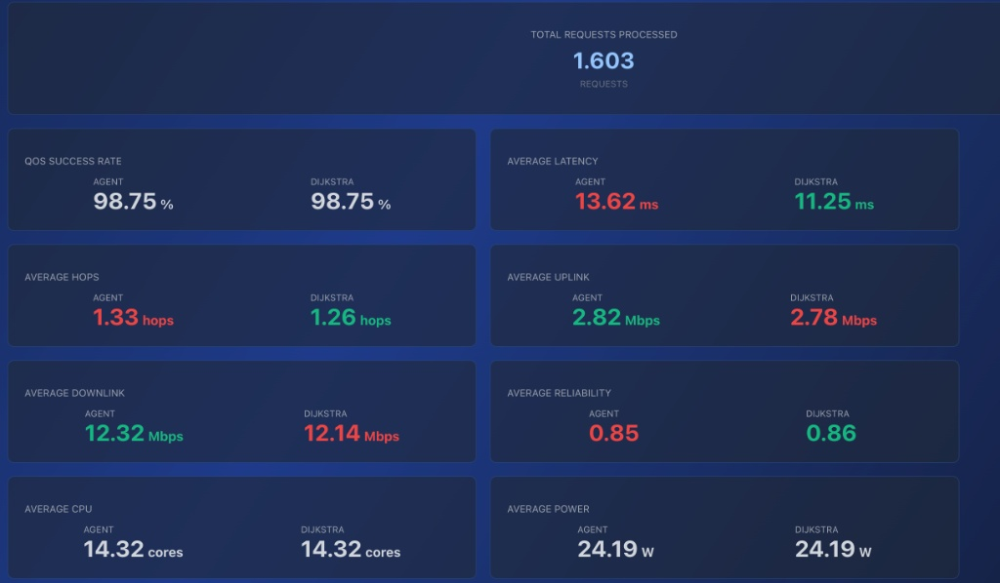 TOTAL REQUESTS PROCESSED
1.603
REQUESTS
QOS SUCCESS RATE
AGENT
98.75 %
DIJKSTRA
98.75 %
AVERAGE LATENCY
AGENT
13.62 ms
DIJKSTRA
11.25 ms
AVERAGE HOPS
AGENT
1.33 hops
DIJKSTRA
1.26 hops
AVERAGE UPLINK
AGENT
2.82 Mbps
DIJKSTRA
2.78 Mbps
AVERAGE DOWNLINK
AGENT
12.32 Mbps
DIJKSTRA
12.14 Mbps
AVERAGE RELIABILITY
AGENT
0.85
DIJKSTRA
0.86
AVERAGE CPU
AGENT
14.32 cores
DIJKSTRA
14.32 cores
AVERAGE POWER
AGENT
24.19 W
DIJKSTRA
24.19 W